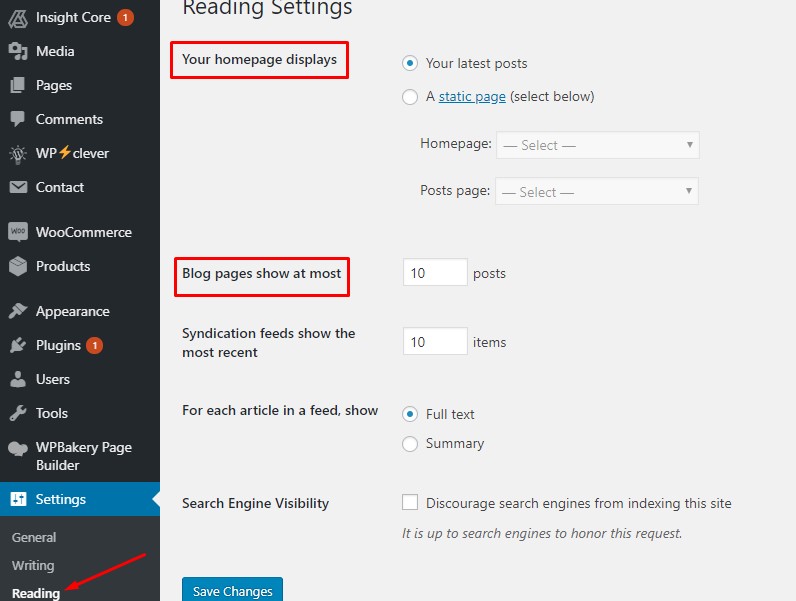 Insight Core 1
Media
Pages
Comments
WP⚡clever
Contact
WOO WooCommerce
Products
Appearance
Plugins 1
Users
Tools
WPBakery Page
Builder
Settings
General
Writing
Reading
Reading Settings
Your homepage displays
Your latest posts
A static page (select below)
Homepage: — Select —
Posts page: — Select —
Blog pages show at most
10 posts
Syndication feeds show the
most recent
10 items
For each article in a feed, show
Full text
Summary
Search Engine Visibility
Discourage search engines from indexing this site
It is up to search engines to honor this request.
Save Changes